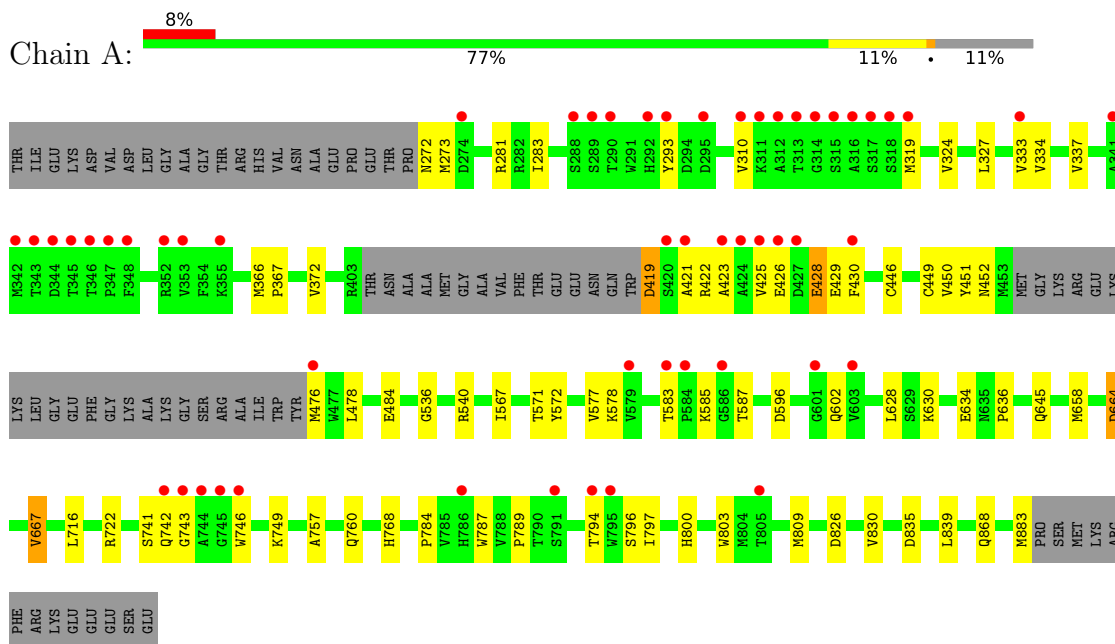 8%
Chain A:
77% 11% • 11%
THR ILE GLU LYS ASP VAL ASP LEU GLY ALA GLY THR ARG HIS VAL ASN ALA GLU PRO GLU THR PRO N272 M273 D274 R281 R282 I283 S288 S289 T290 W291 H292 Y293 D294 D295 V310 K311 A312 T313 G314 S315 A316 S317 S318 M319 V324 L327 V333 V334 V337 A341
M342 T343 D344 T345 T346 P347 F348 R352 V353 F354 K355 M366 P367 V372 R403 THR ASN ALA ALA MET GLY ALA VAL PHE THR GLU GLU ASN GLN TRP D419 S420 A421 R422 A423 A424 V425 E426 D427 E428 E429 F430 C446 C449 V450 Y451 N452 M453 MET GLY LYS ARG GLU LYS
LYS LEU GLY GLU PHE GLY LYS ALA LYS GLY SER ARG ALA ILE TRP TYR M476 W477 L478 E484 G536 R540 I567 T571 Y572 V577 K578 V579 T583 P584 K585 G586 T587 D596 G601 Q602 V603 L628 S629 K630 E634 N635 P636 Q645 M658 D664
V667 L716 R722 S741 Q742 G743 A744 G745 W746 K749 A757 Q760 H768 P784 V785 H786 W787 V788 P789 T790 S791 T794 W795 S796 I797 H800 W803 M804 T805 M809 D826 V830 D835 L839 Q868 M883 PRO SER MET LYS ARG
PHE ARG LYS GLU GLU GLU SER GLU